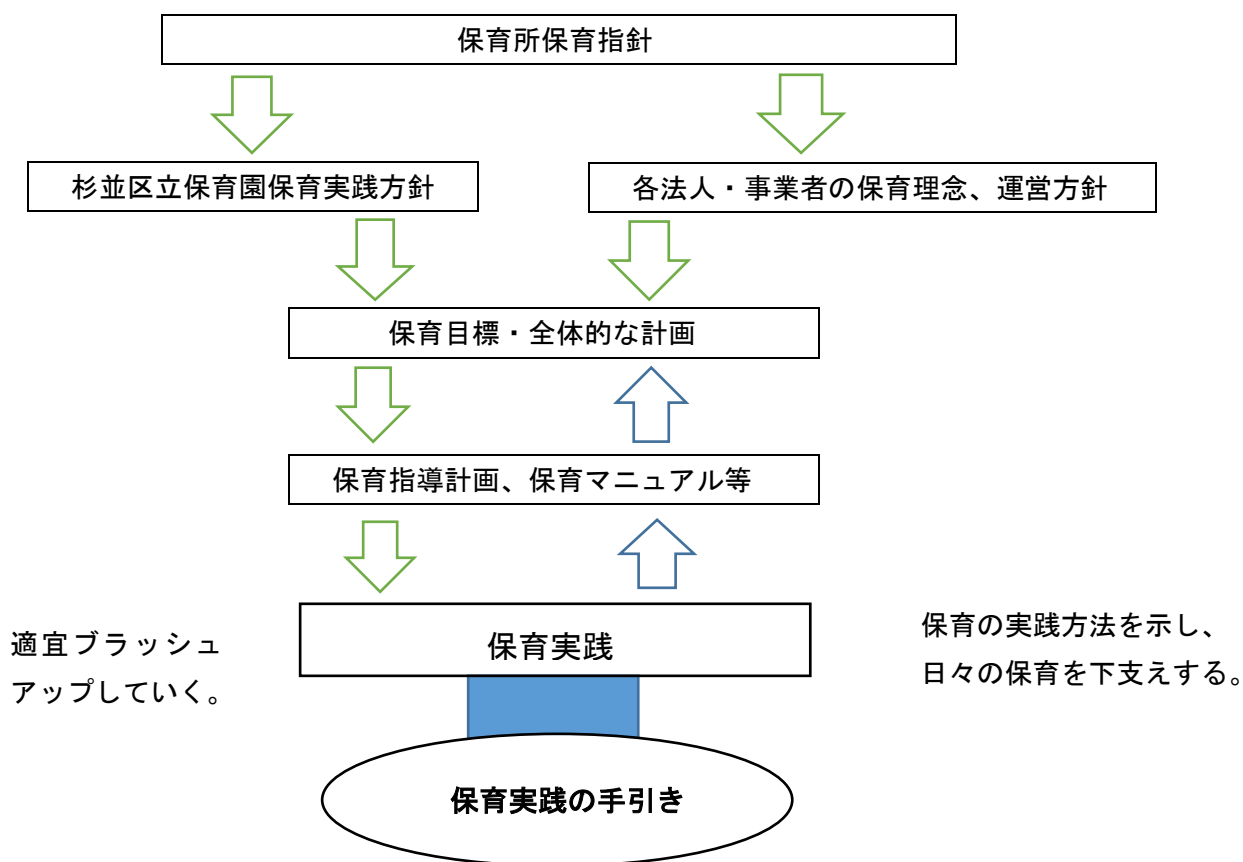 保育所保育指針
杉並区立保育園保育実践方針
各法人・事業者の保育理念、運営方針
保育目標・全体的な計画
保育指導計画、保育マニュアル等
適宜ブラッシュ
アップしていく。
保育実践
保育の実践方法を示し、
日々の保育を下支えする。
保育実践の手引き